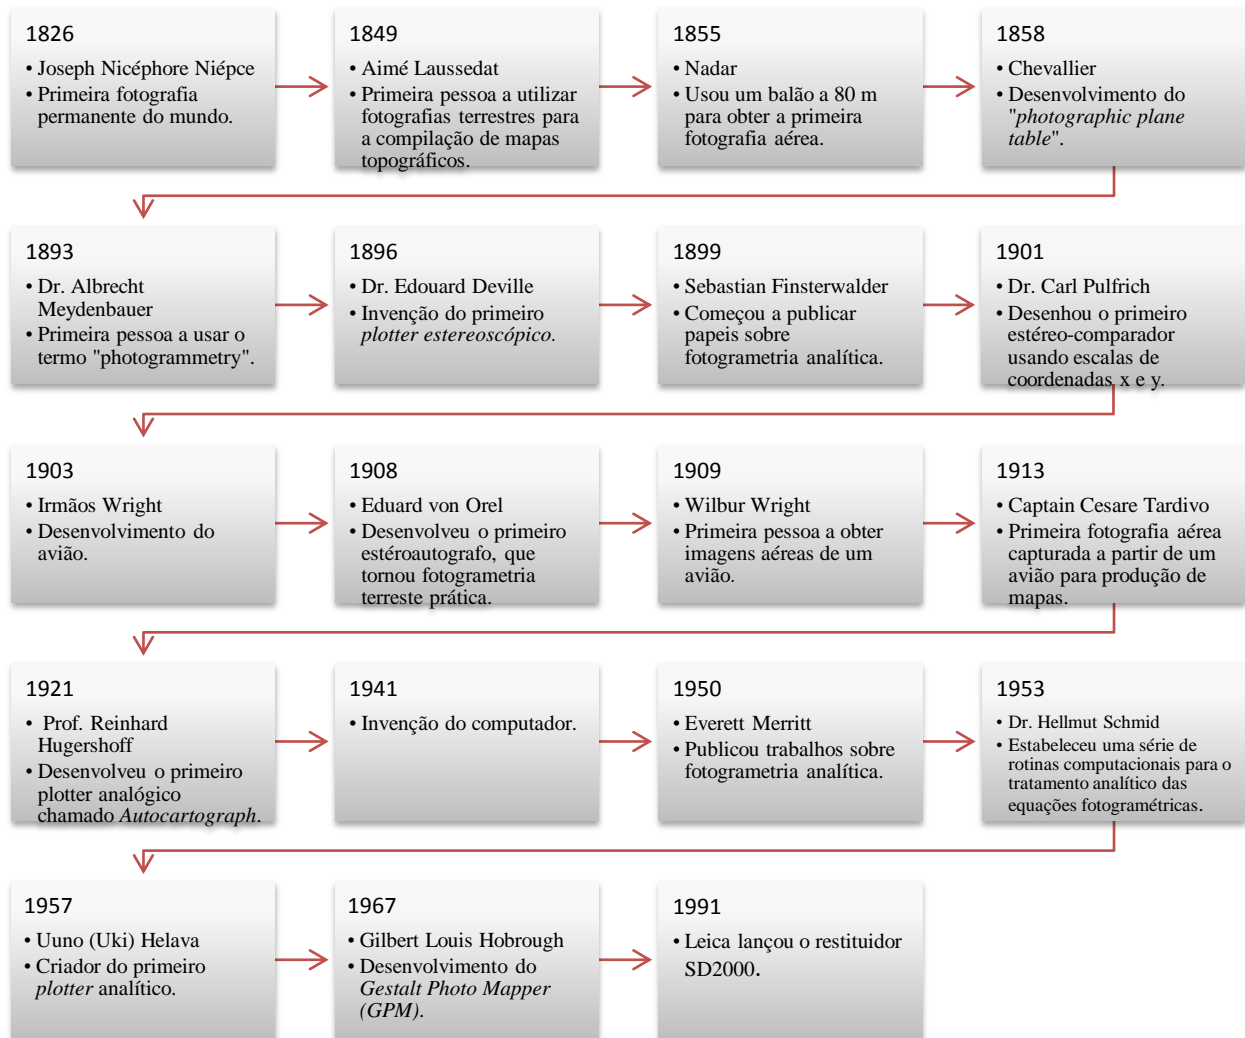 1826
• Joseph Nicéphore Niépce
• Primeira fotografia
permanente do mundo.
1849
• Aimé Laussedat
• Primeira pessoa a utilizar
fotografias terrestres para
a compilação de mapas
topográficos.
1855
• Nadar
• Usou um balão a 80 m
para obter a primeira
fotografia aérea.
1858
• Chevallier
• Desenvolvimento do
"photographic plane
table".
1893
• Dr. Albrecht
Meydenbauer
• Primeira pessoa a usar o
termo "photogrammetry".
1896
• Dr. Edouard Deville
• Invenção do primeiro
plotter estereoscópico.
1899
• Sebastian Finsterwalder
• Começou a publicar
papeis sobre
fotogrametria analítica.
1901
• Dr. Carl Pulfrich
• Desenhou o primeiro
estéreo-comparador
usando escalas de
coordenadas x e y.
1903
• Irmãos Wright
• Desenvolvimento do
avião.
1908
• Eduard von Orel
• Desenvolveu o primeiro
estéroautografo, que
tornou fotogrametria
terreste prática.
1909
• Wilbur Wright
• Primeira pessoa a obter
imagens aéreas de um
avião.
1913
• Captain Cesare Tardivo
• Primeira fotografia aérea
capturada a partir de um
avião para produção de
mapas.
1921
• Prof. Reinhard
Hugershoff
• Desenvolveu o primeiro
plotter analógico
chamado Autocartograph.
1941
• Invenção do computador.
1950
• Everett Merritt
• Publicou trabalhos sobre
fotogrametria analítica.
1953
• Dr. Hellmut Schmid
• Estabeleceu uma série de
rotinas computacionais para o
tratamento analítico das
equações fotogramétricas.
1957
• Uuno (Uki) Helava
• Criador do primeiro
plotter analítico.
1967
• Gilbert Louis Hobrough
• Desenvolvimento do
Gestalt Photo Mapper
(GPM).
1991
• Leica lançou o restituidor
SD2000.